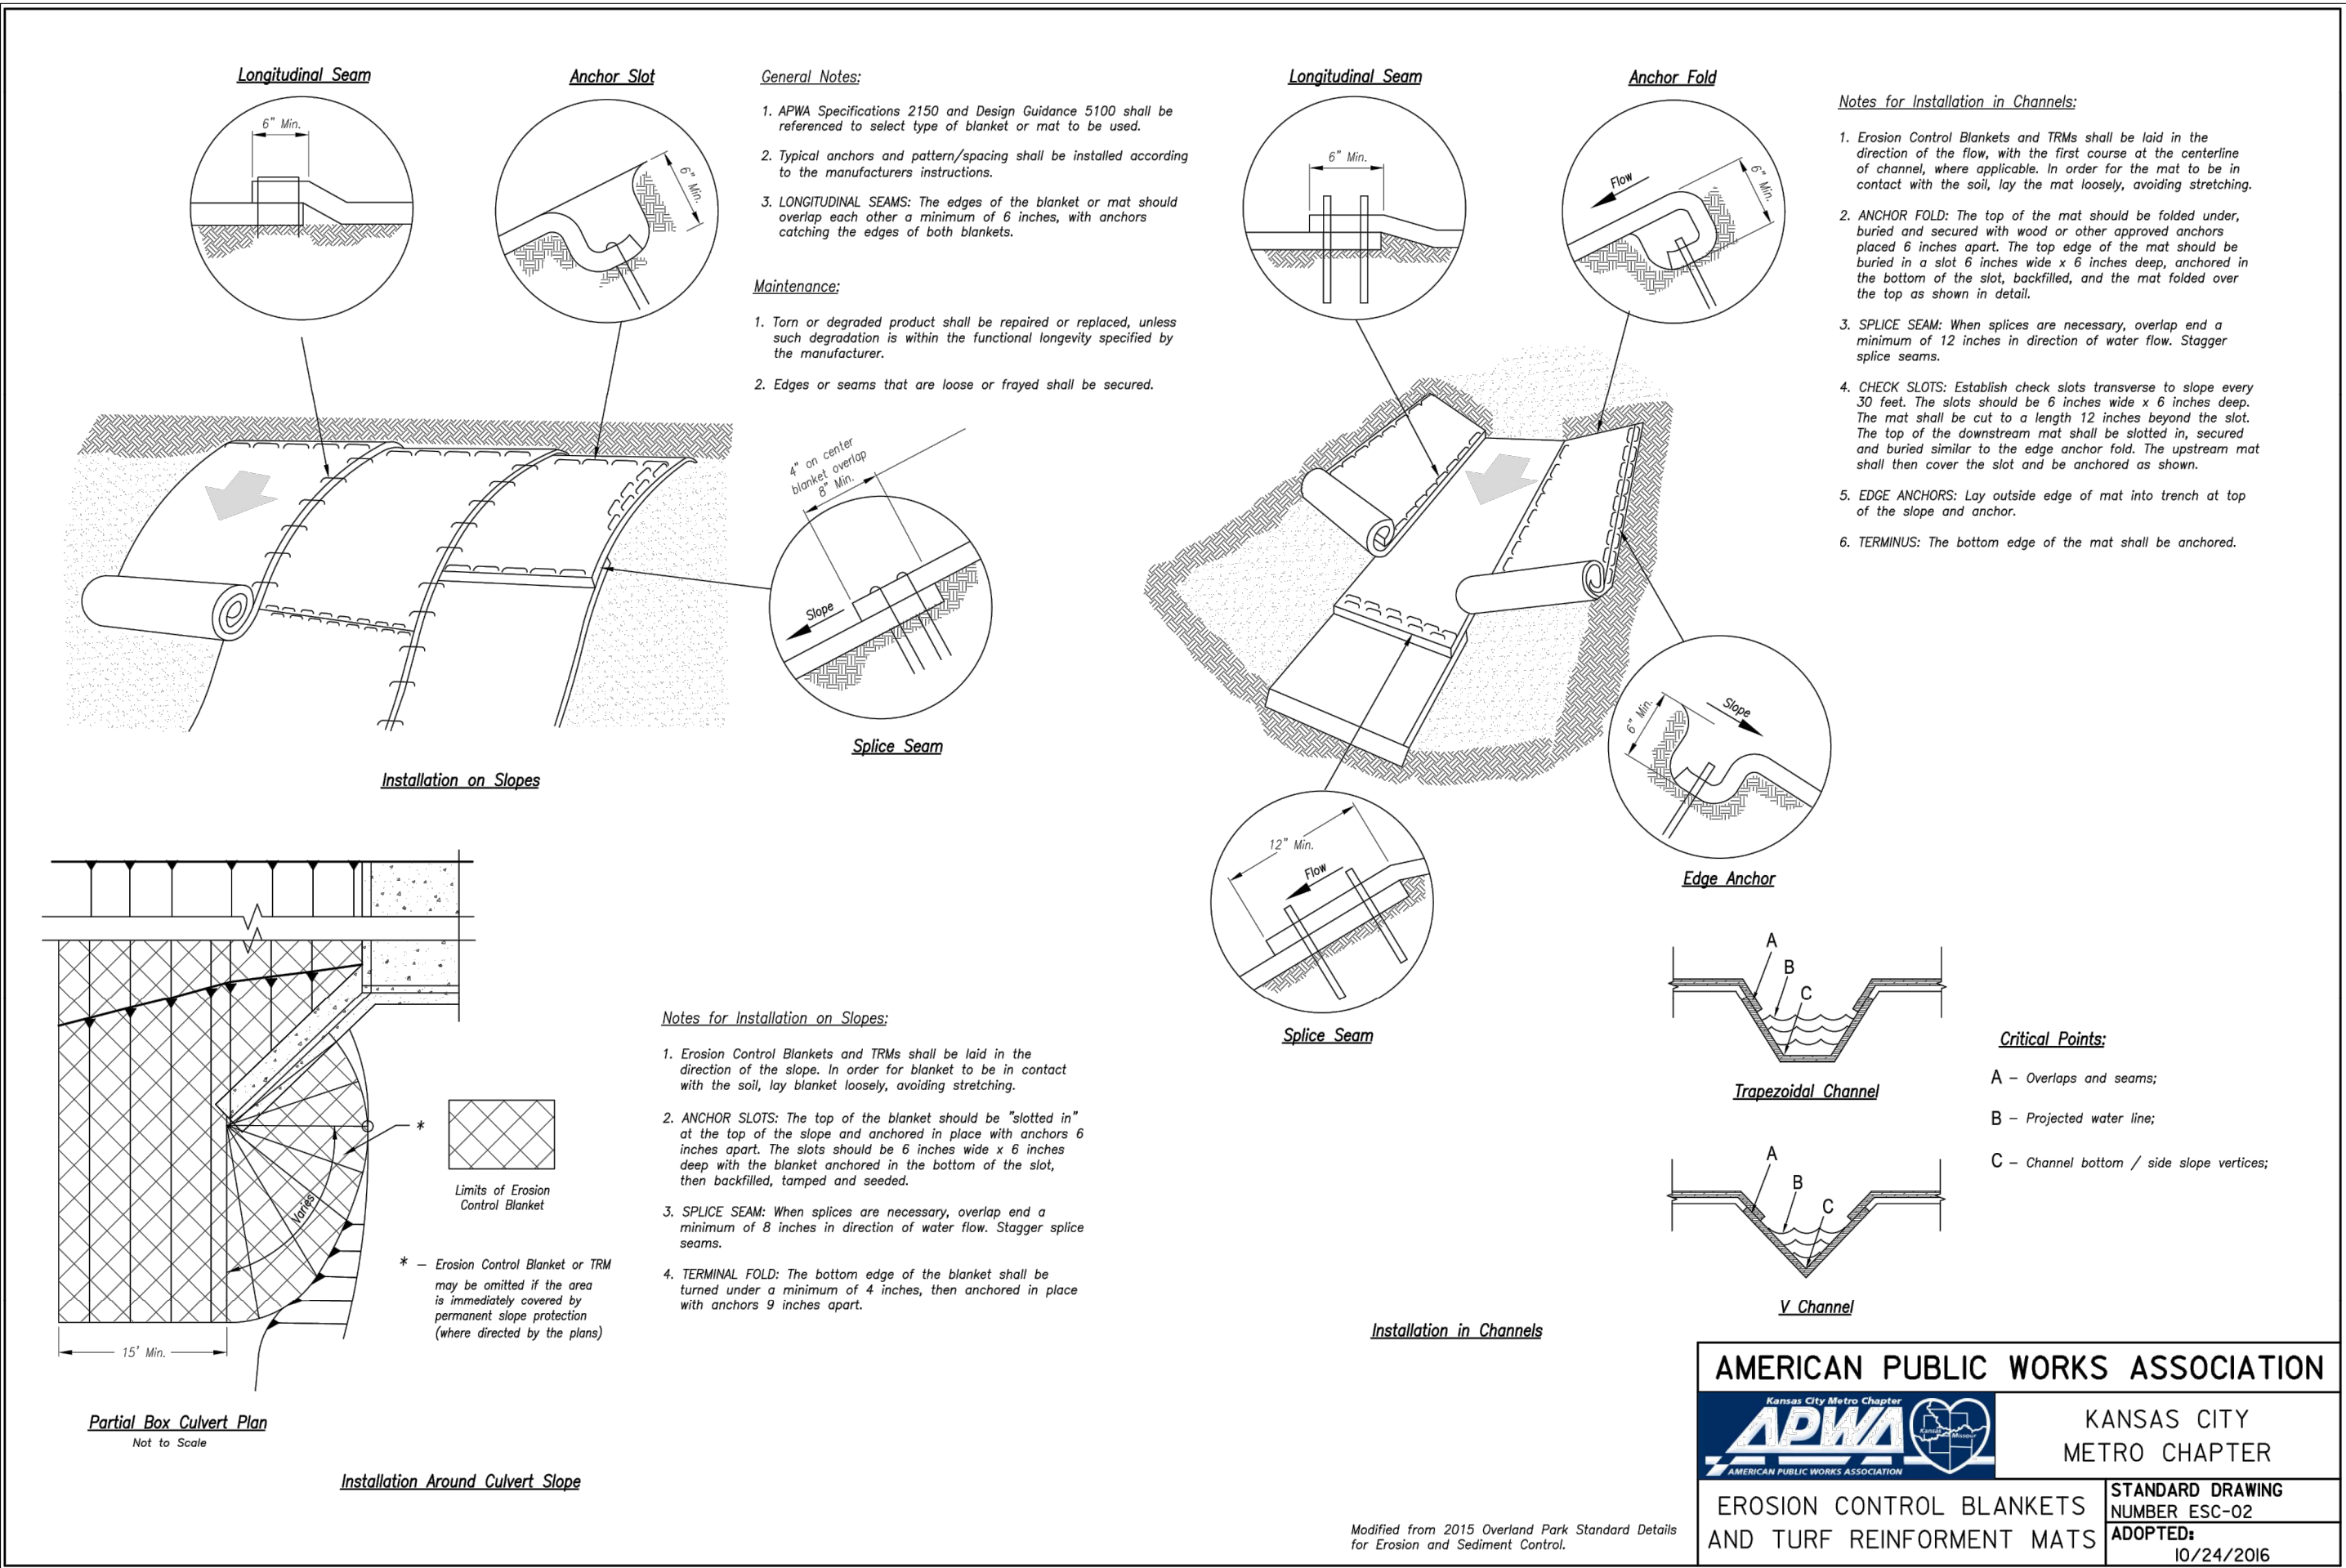 Longitudinal Seam
6" Min.
Anchor Slot
6" Min.
General Notes:
1. APWA Specifications 2150 and Design Guidance 5100 shall be
referenced to select type of blanket or mat to be used.
2. Typical anchors and pattern/spacing shall be installed according
to the manufacturers instructions.
3. LONGITUDINAL SEAMS: The edges of the blanket or mat should
overlap each other a minimum of 6 inches, with anchors
catching the edges of both blankets.
Maintenance:
1. Torn or degraded product shall be repaired or replaced, unless
such degradation is within the functional longevity specified by
the manufacturer.
2. Edges or seams that are loose or frayed shall be secured.
4" on center
blanket overlap
8" Min.
Slope
Splice Seam
Installation on Slopes
Longitudinal Seam
6" Min.
Anchor Fold
Flow
6" Min.
Notes for Installation in Channels:
1. Erosion Control Blankets and TRMs shall be laid in the
direction of the flow, with the first course at the centerline
of channel, where applicable. In order for the mat to be in
contact with the soil, lay the mat loosely, avoiding stretching.
2. ANCHOR FOLD: The top of the mat should be folded under,
buried and secured with wood or other approved anchors
placed 6 inches apart. The top edge of the mat should be
buried in a slot 6 inches wide x 6 inches deep, anchored in
the bottom of the slot, backfilled, and the mat folded over
the top as shown in detail.
3. SPLICE SEAM: When splices are necessary, overlap end a
minimum of 12 inches in direction of water flow. Stagger
splice seams.
4. CHECK SLOTS: Establish check slots transverse to slope every
30 feet. The slots should be 6 inches wide x 6 inches deep.
The mat shall be cut to a length 12 inches beyond the slot.
The top of the downstream mat shall be slotted in, secured
and buried similar to the edge anchor fold. The upstream mat
shall then cover the slot and be anchored as shown.
5. EDGE ANCHORS: Lay outside edge of mat into trench at top
of the slope and anchor.
6. TERMINUS: The bottom edge of the mat shall be anchored.
6" Min.
Slope
Edge Anchor
12" Min.
Flow
Splice Seam
A
B
C
Trapezoidal Channel
A
B
C
V Channel
Critical Points:
A – Overlaps and seams;
B – Projected water line;
C – Channel bottom / side slope vertices;
Installation in Channels
Varies
15' Min.
*
Limits of Erosion
Control Blanket
* – Erosion Control Blanket or TRM
may be omitted if the area
is immediately covered by
permanent slope protection
(where directed by the plans)
Partial Box Culvert Plan
Not to Scale
Installation Around Culvert Slope
Notes for Installation on Slopes:
1. Erosion Control Blankets and TRMs shall be laid in the
direction of the slope. In order for blanket to be in contact
with the soil, lay blanket loosely, avoiding stretching.
2. ANCHOR SLOTS: The top of the blanket should be "slotted in"
at the top of the slope and anchored in place with anchors 6
inches apart. The slots should be 6 inches wide x 6 inches
deep with the blanket anchored in the bottom of the slot,
then backfilled, tamped and seeded.
3. SPLICE SEAM: When splices are necessary, overlap end a
minimum of 8 inches in direction of water flow. Stagger splice
seams.
4. TERMINAL FOLD: The bottom edge of the blanket shall be
turned under a minimum of 4 inches, then anchored in place
with anchors 9 inches apart.
Modified from 2015 Overland Park Standard Details
for Erosion and Sediment Control.
AMERICAN PUBLIC WORKS ASSOCIATION
Kansas City Metro Chapter
APWA
Kansas
Missouri
AMERICAN PUBLIC WORKS ASSOCIATION
KANSAS CITY
METRO CHAPTER
EROSION CONTROL BLANKETS
AND TURF REINFORMENT MATS
STANDARD DRAWING
NUMBER ESC-02
ADOPTED:
10/24/2016